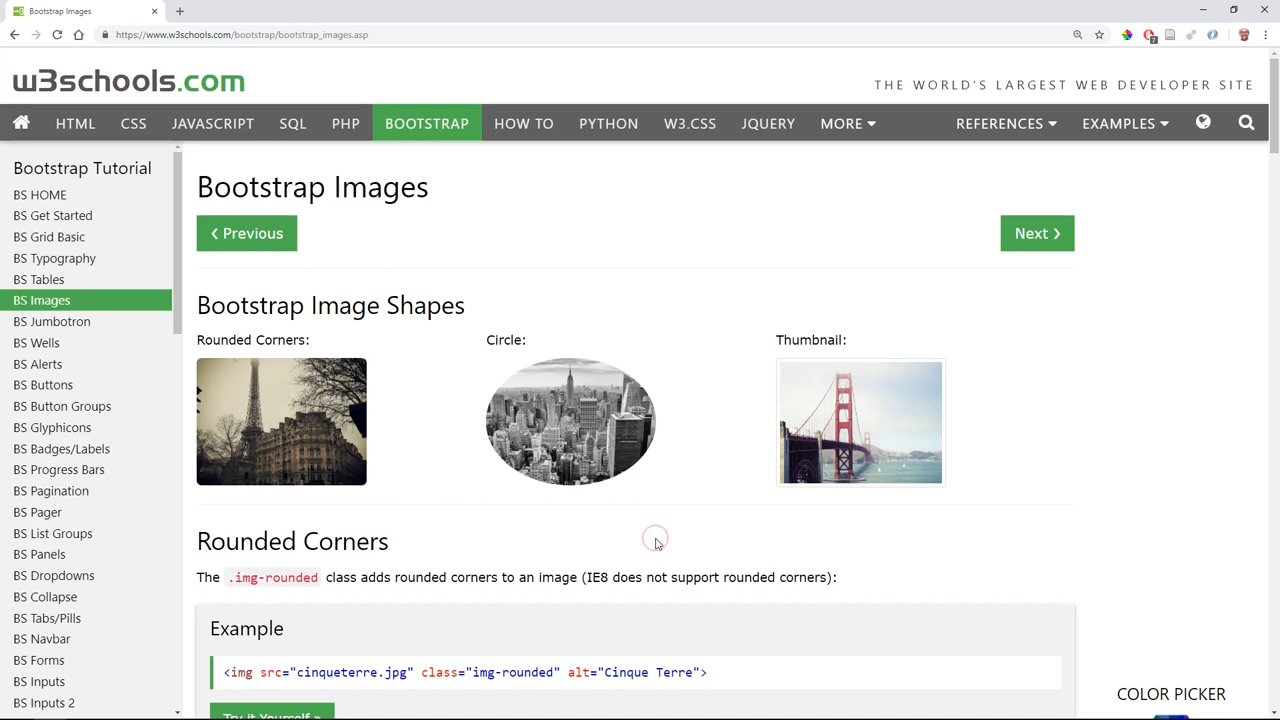 Bootstrap Images
https://www.w3schools.com/bootstrap/bootstrap_images.asp
7
w3schools.com
THE WORLD'S LARGEST WEB DEVELOPER SITE
HTML CSS JAVASCRIPT SQL PHP BOOTSTRAP HOW TO PYTHON W3.CSS JQUERY MORE REFERENCES EXAMPLES
Bootstrap Tutorial
BS HOME
BS Get Started
BS Grid Basic
BS Typography
BS Tables
BS Images
BS Jumbotron
BS Wells
BS Alerts
BS Buttons
BS Button Groups
BS Glyphicons
BS Badges/Labels
BS Progress Bars
BS Pagination
BS Pager
BS List Groups
BS Panels
BS Dropdowns
BS Collapse
BS Tabs/Pills
BS Navbar
BS Forms
BS Inputs
BS Inputs 2
Bootstrap Images
❮ Previous
Next ❯
Bootstrap Image Shapes
Rounded Corners: Circle: Thumbnail:
Rounded Corners
The .img-rounded class adds rounded corners to an image (IE8 does not support rounded corners):
Example
<img src="cinqueterre.jpg" class="img-rounded" alt="Cinque Terre">
Try it Yourself »
COLOR PICKER